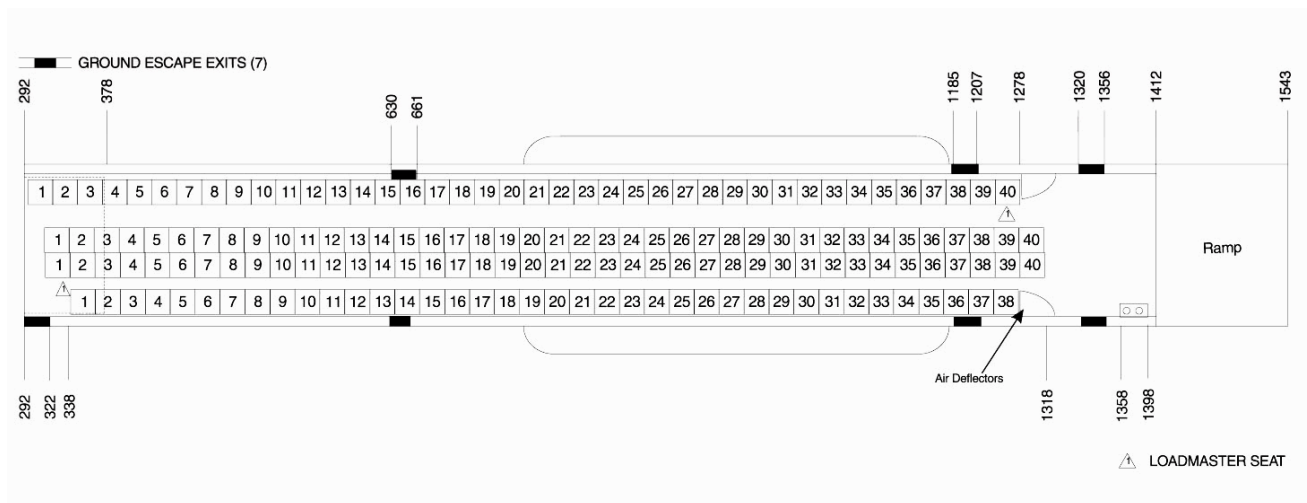 GROUND ESCAPE EXITS (7)
292 378 630 661 1185 1207 1278 1320 1356 1412 1543
1 2 3 4 5 6 7 8 9 10 11 12 13 14 15 16 17 18 19 20 21 22 23 24 25 26 27 28 29 30 31 32 33 34 35 36 37 38 39 40
1 2 3 4 5 6 7 8 9 10 11 12 13 14 15 16 17 18 19 20 21 22 23 24 25 26 27 28 29 30 31 32 33 34 35 36 37 38 39 40
Ramp
1 2 3 4 5 6 7 8 9 10 11 12 13 14 15 16 17 18 19 20 21 22 23 24 25 26 27 28 29 30 31 32 33 34 35 36 37 38 39 40
1 2 3 4 5 6 7 8 9 10 11 12 13 14 15 16 17 18 19 20 21 22 23 24 25 26 27 28 29 30 31 32 33 34 35 36 37 38
Air Deflectors
292 322 338 1318 1358 1398
LOADMASTER SEAT